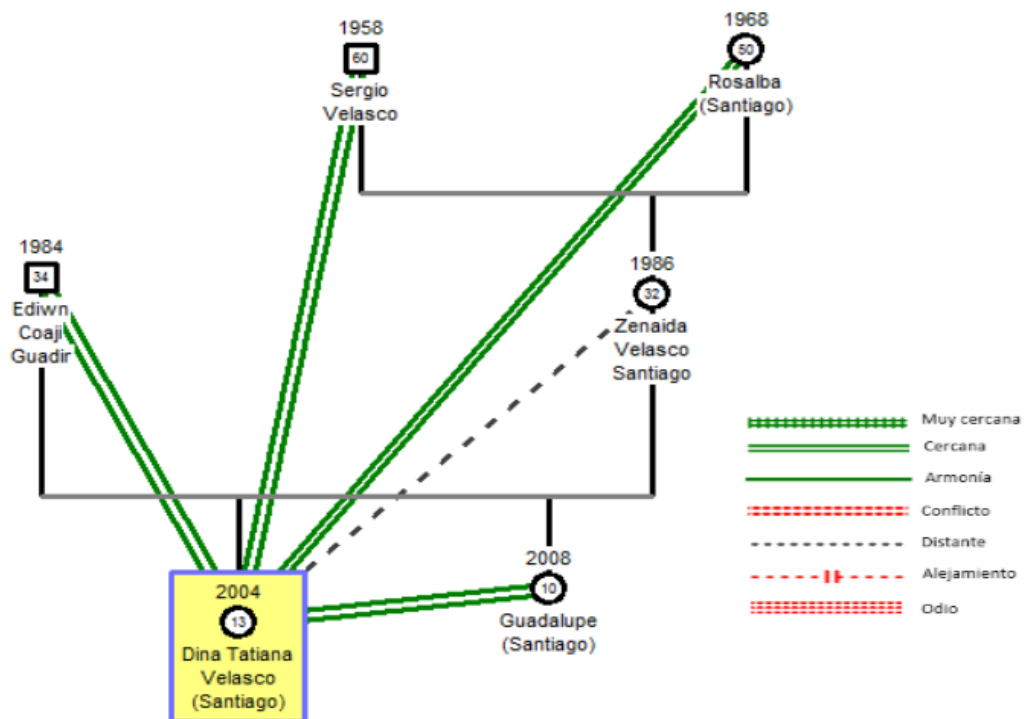 1958
60
Sergio
Velasco
1968
50
Rosalba
(Santiago)
1984
34
Ediwn
Coaji
Guadir
1986
32
Zenaida
Velasco
Santiago
2004
13
Dina Tatiana
Velasco
(Santiago)
2008
10
Guadalupe
(Santiago)
Muy cercana
Cercana
Armonía
Conflicto
Distante
Alejamiento
Odio